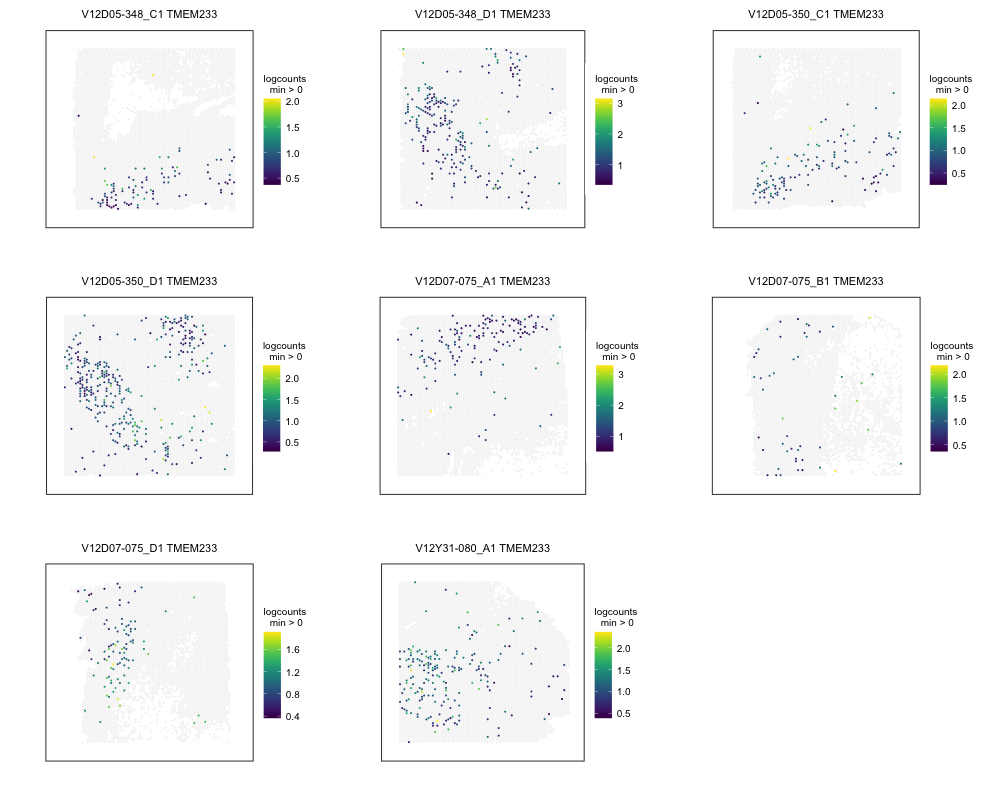 V12D05-348_C1 TMEM233
logcounts
min > 0
2.0
1.5
1.0
0.5
V12D05-348_D1 TMEM233
logcounts
min > 0
3
2
1
V12D05-350_C1 TMEM233
logcounts
min > 0
2.0
1.5
1.0
0.5
V12D05-350_D1 TMEM233
logcounts
min > 0
2.0
1.5
1.0
0.5
V12D07-075_A1 TMEM233
logcounts
min > 0
3
2
1
V12D07-075_B1 TMEM233
logcounts
min > 0
2.0
1.5
1.0
0.5
V12D07-075_D1 TMEM233
logcounts
min > 0
1.6
1.2
0.8
0.4
V12Y31-080_A1 TMEM233
logcounts
min > 0
2.0
1.5
1.0
0.5